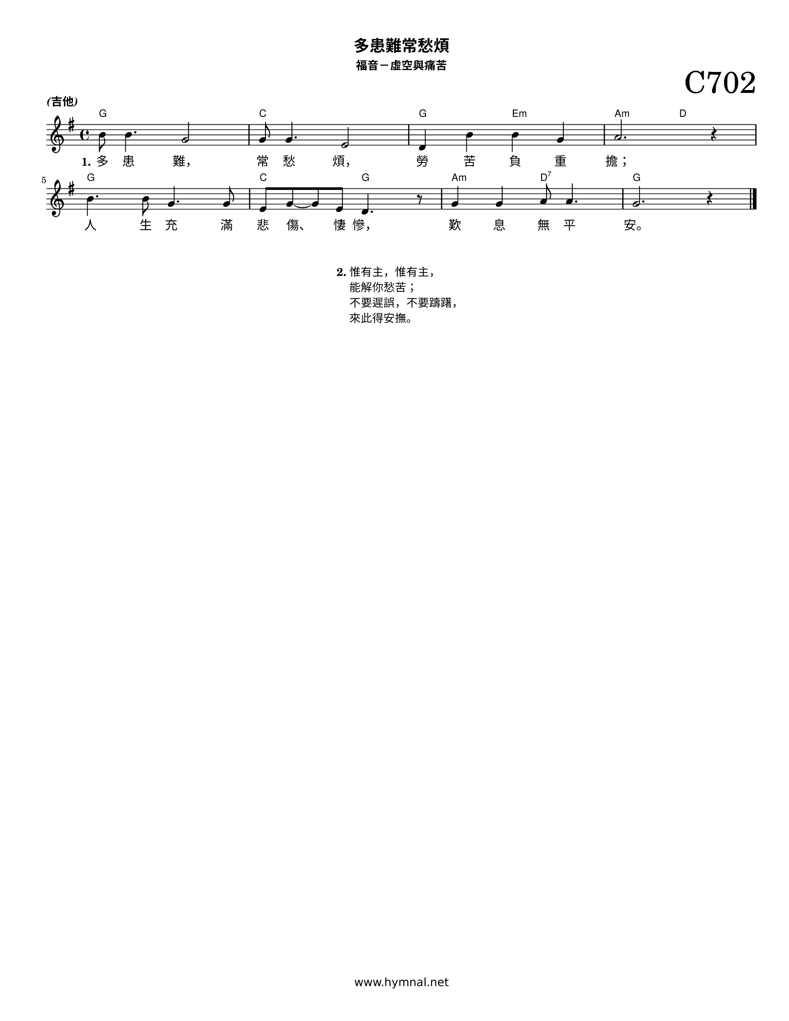 多患難常愁煩
福音－虛空與痛苦
C702
(吉他)
G C G Em Am D
1. 多 患 難， 常 愁 煩， 勞 苦 負 重 擔；
5 G C G Am D7 G
人 生 充 滿 悲 傷、 悽 慘， 歎 息 無 平 安。
2. 惟有主，惟有主，
能解你愁苦；
不要遲誤，不要躊躇，
來此得安撫。
www.hymnal.net